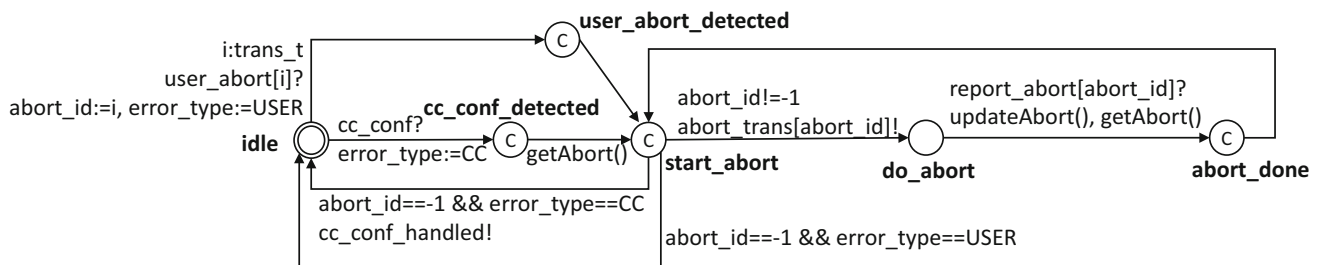 user_abort_detected
C
i:trans_t
user_abort[i]?
abort_id:=i, error_type:=USER
idle
cc_conf_detected
cc_conf?
error_type:=CC
C
getAbort()
C
start_abort
abort_id!=-1
abort_trans[abort_id]!
do_abort
report_abort[abort_id]?
updateAbort(), getAbort()
C
abort_done
abort_id==-1 && error_type==CC
cc_conf_handled!
abort_id==-1 && error_type==USER